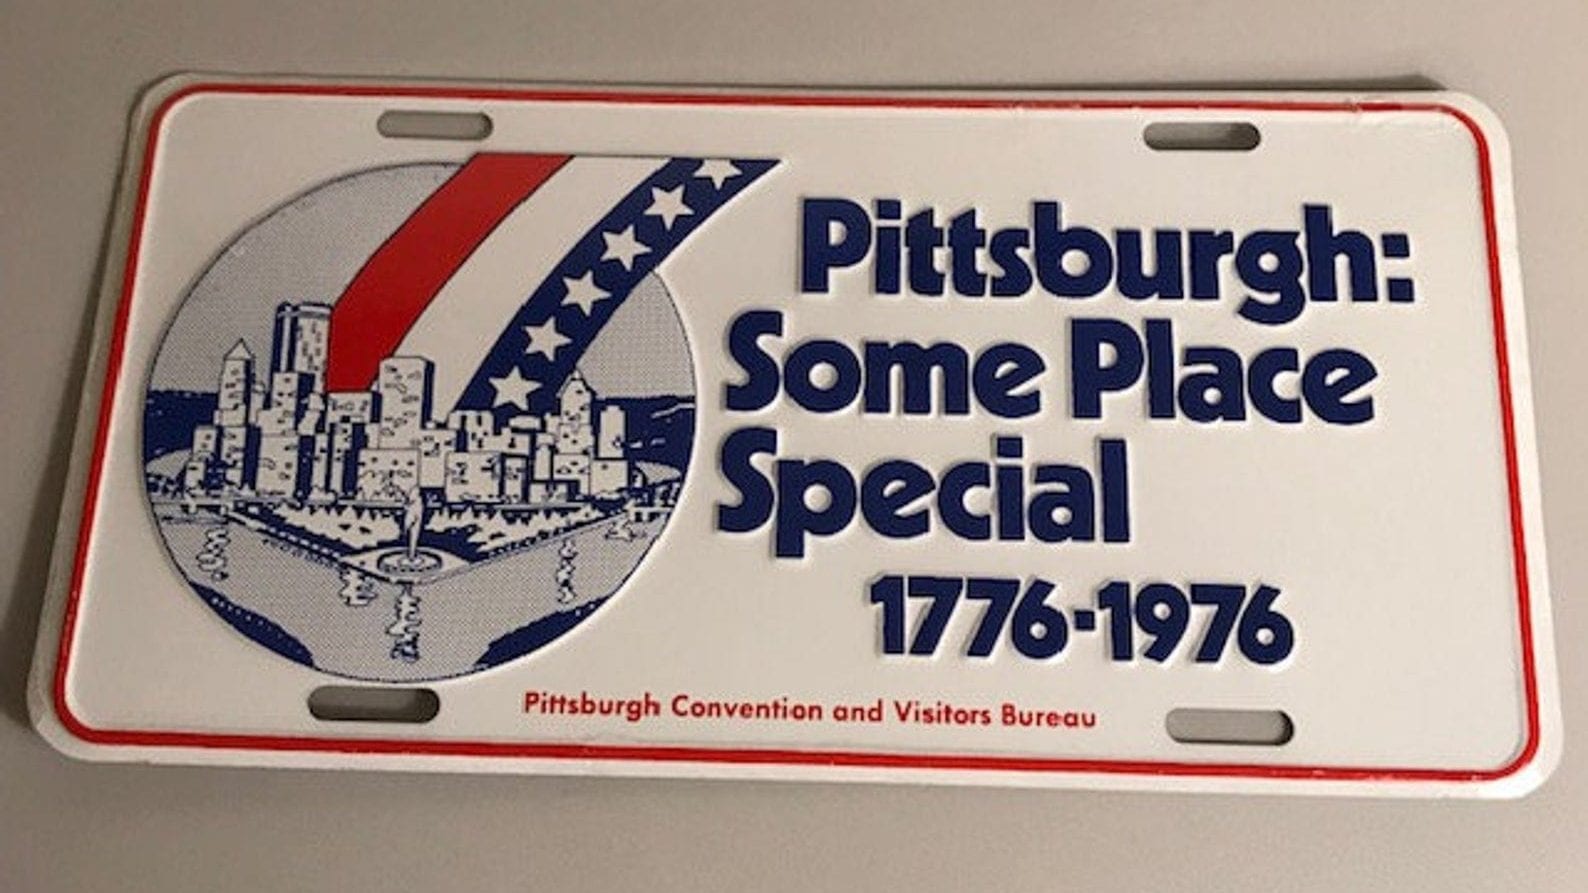 Pittsburgh:
Some Place
Special
1776-1976
Pittsburgh Convention and Visitors Bureau